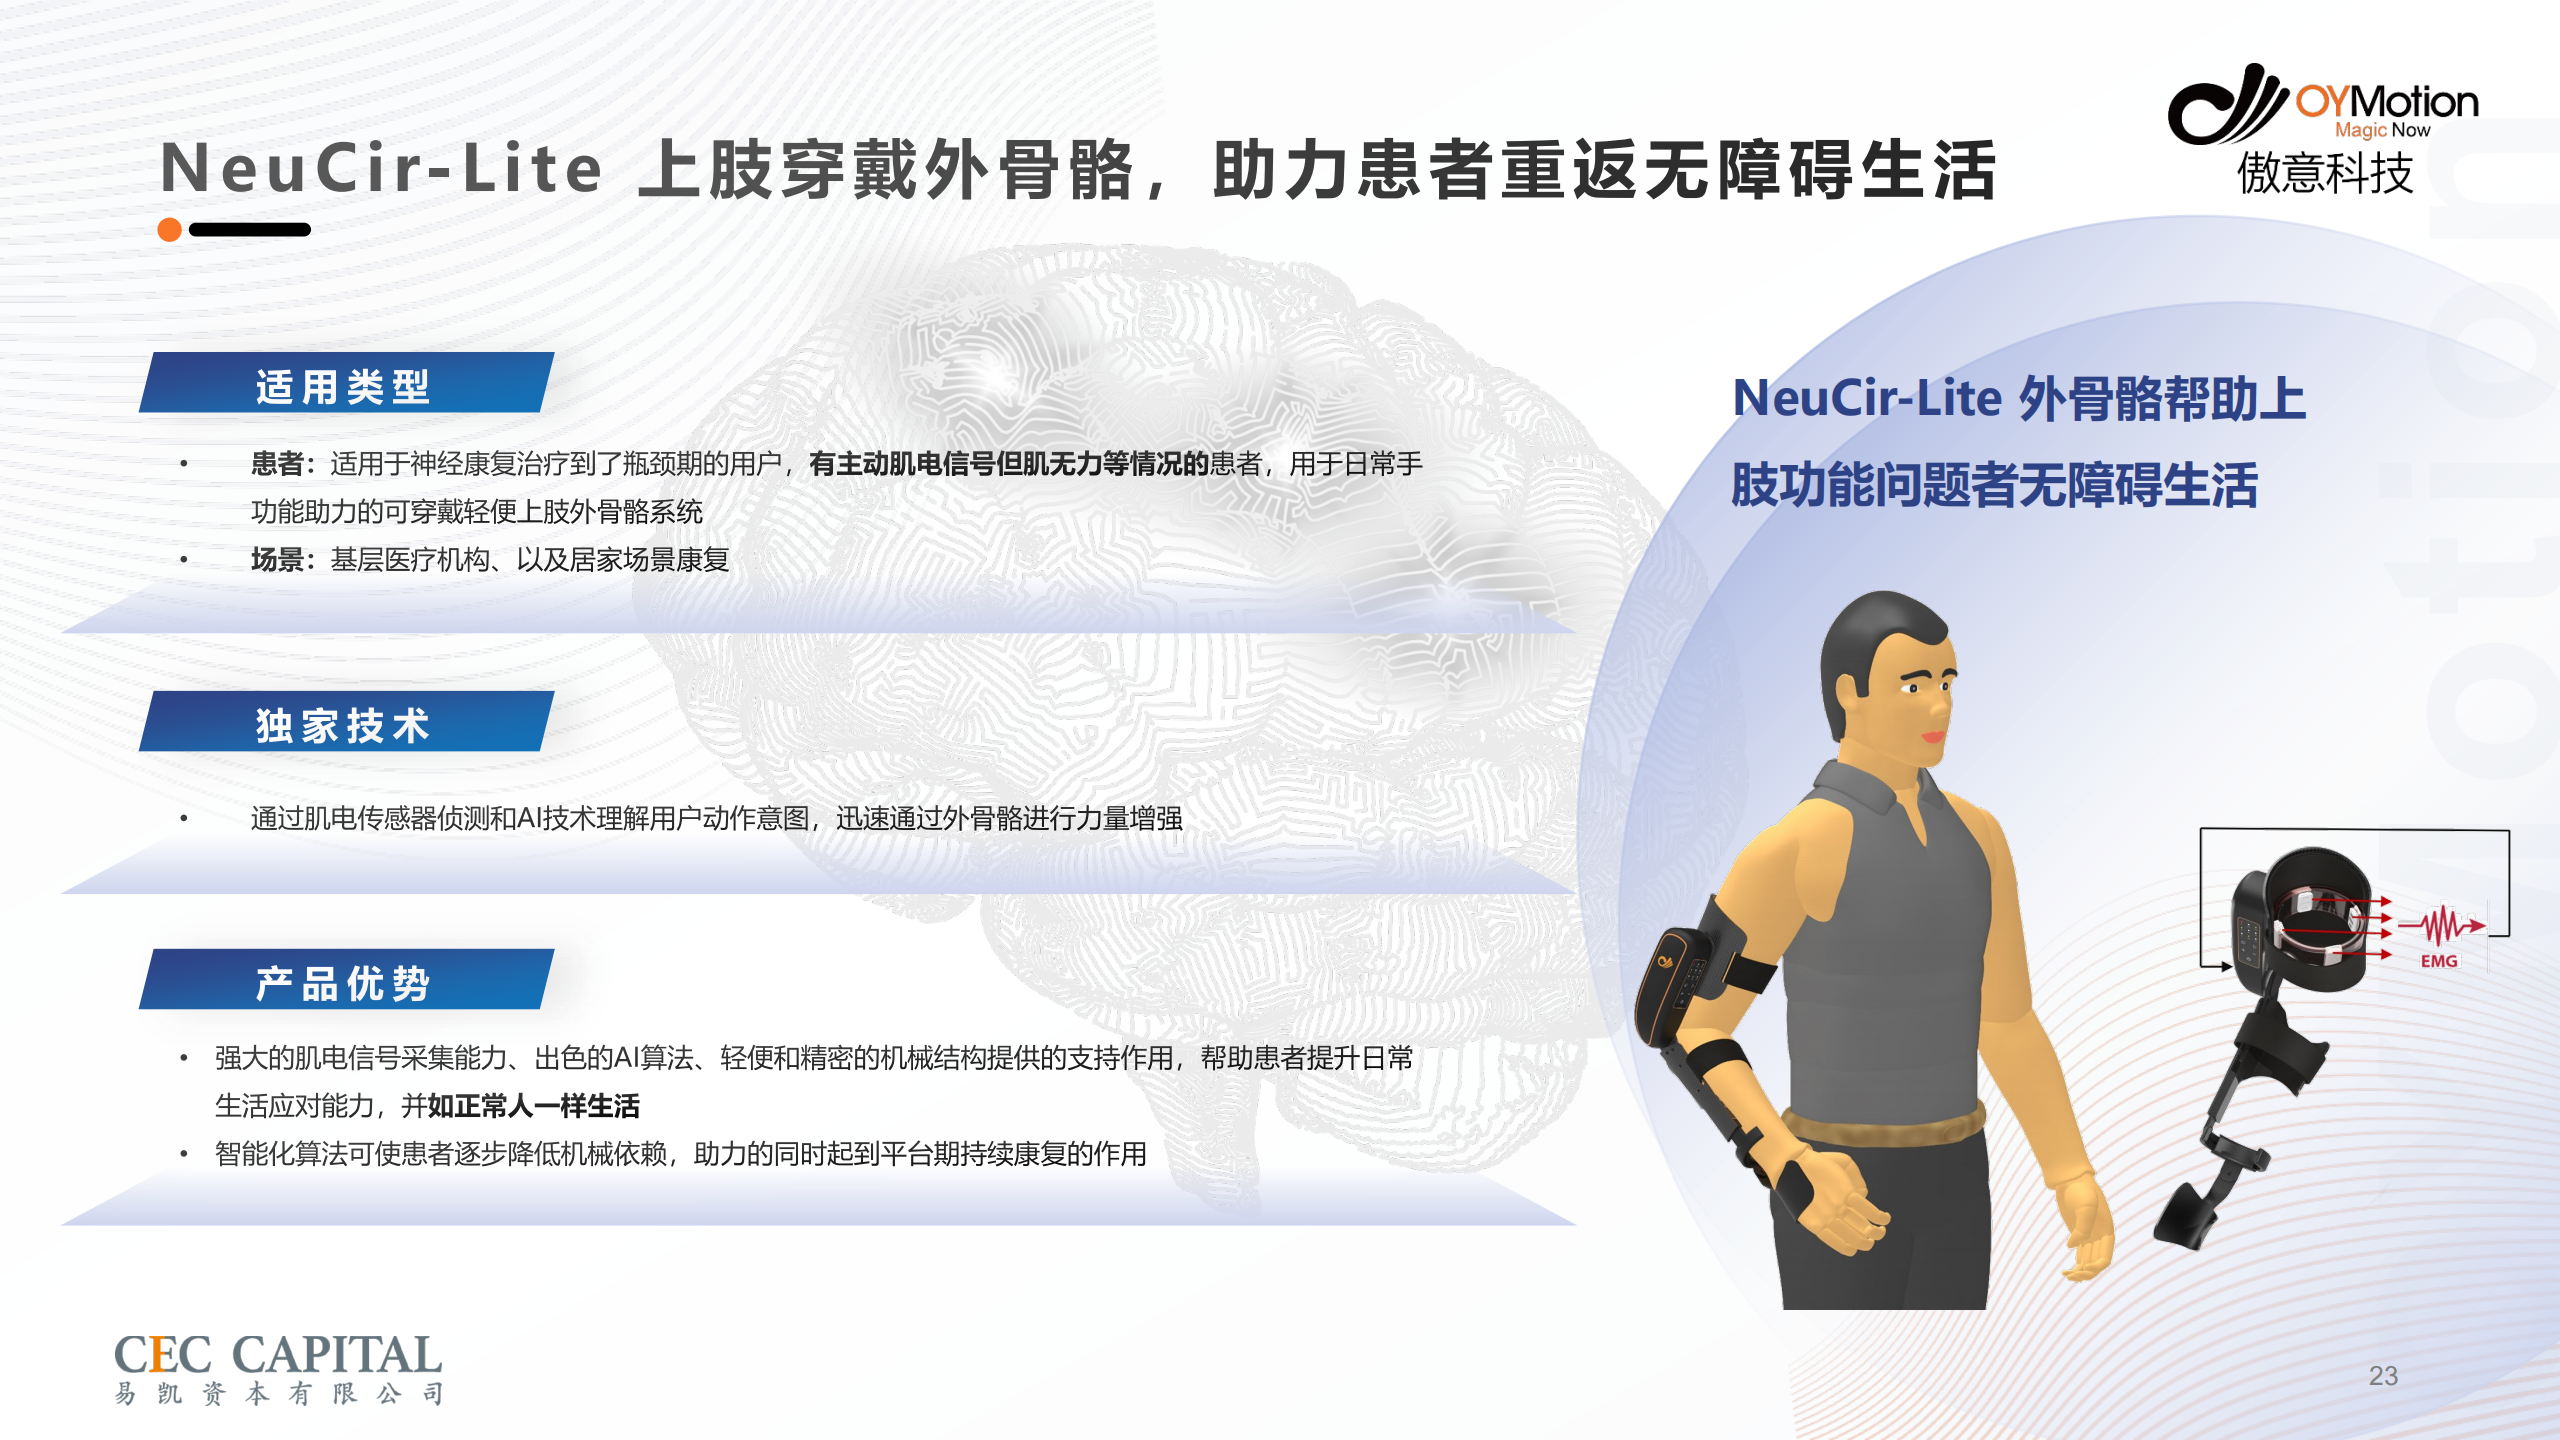 OYMotion
Magic Now
傲意科技
NeuCir-Lite 上肢穿戴外骨骼，助力患者重返无障碍生活
适用类型
• 患者：适用于神经康复治疗到了瓶颈期的用户，有主动肌电信号但肌无力等情况的患者，用于日常手
功能助力的可穿戴轻便上肢外骨骼系统
• 场景：基层医疗机构、以及居家场景康复
独家技术
• 通过肌电传感器侦测和AI技术理解用户动作意图，迅速通过外骨骼进行力量增强
产品优势
• 强大的肌电信号采集能力、出色的AI算法、轻便和精密的机械结构提供的支持作用，帮助患者提升日常
生活应对能力，并如正常人一样生活
• 智能化算法可使患者逐步降低机械依赖，助力的同时起到平台期持续康复的作用
NeuCir-Lite 外骨骼帮助上
肢功能问题者无障碍生活
EMG
Motion
CEC CAPITAL
易凯资本有限公司
23